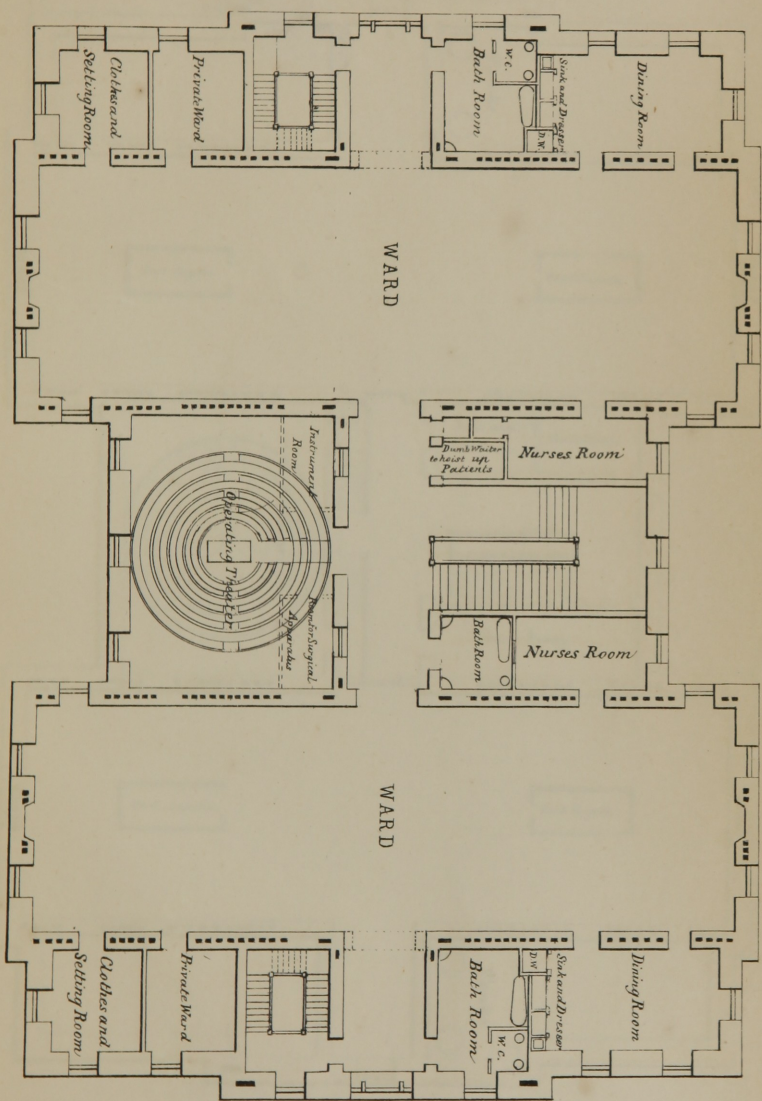 Clothes and
Setting Room
Private Ward
Bath Room
W.C.
Sink and Dresser
D.W.
Dining Room
WARD
Instrument
Room
Operating Theater
Room for Surgical
Apparatus
Dumb Waiter
to hoist up
Patients
Nurses Room
Bath Room
Nurses Room
WARD
Clothes and
Setting Room
Private Ward
Bath Room
W.C.
D.W
Sink and Dresser
Dining Room